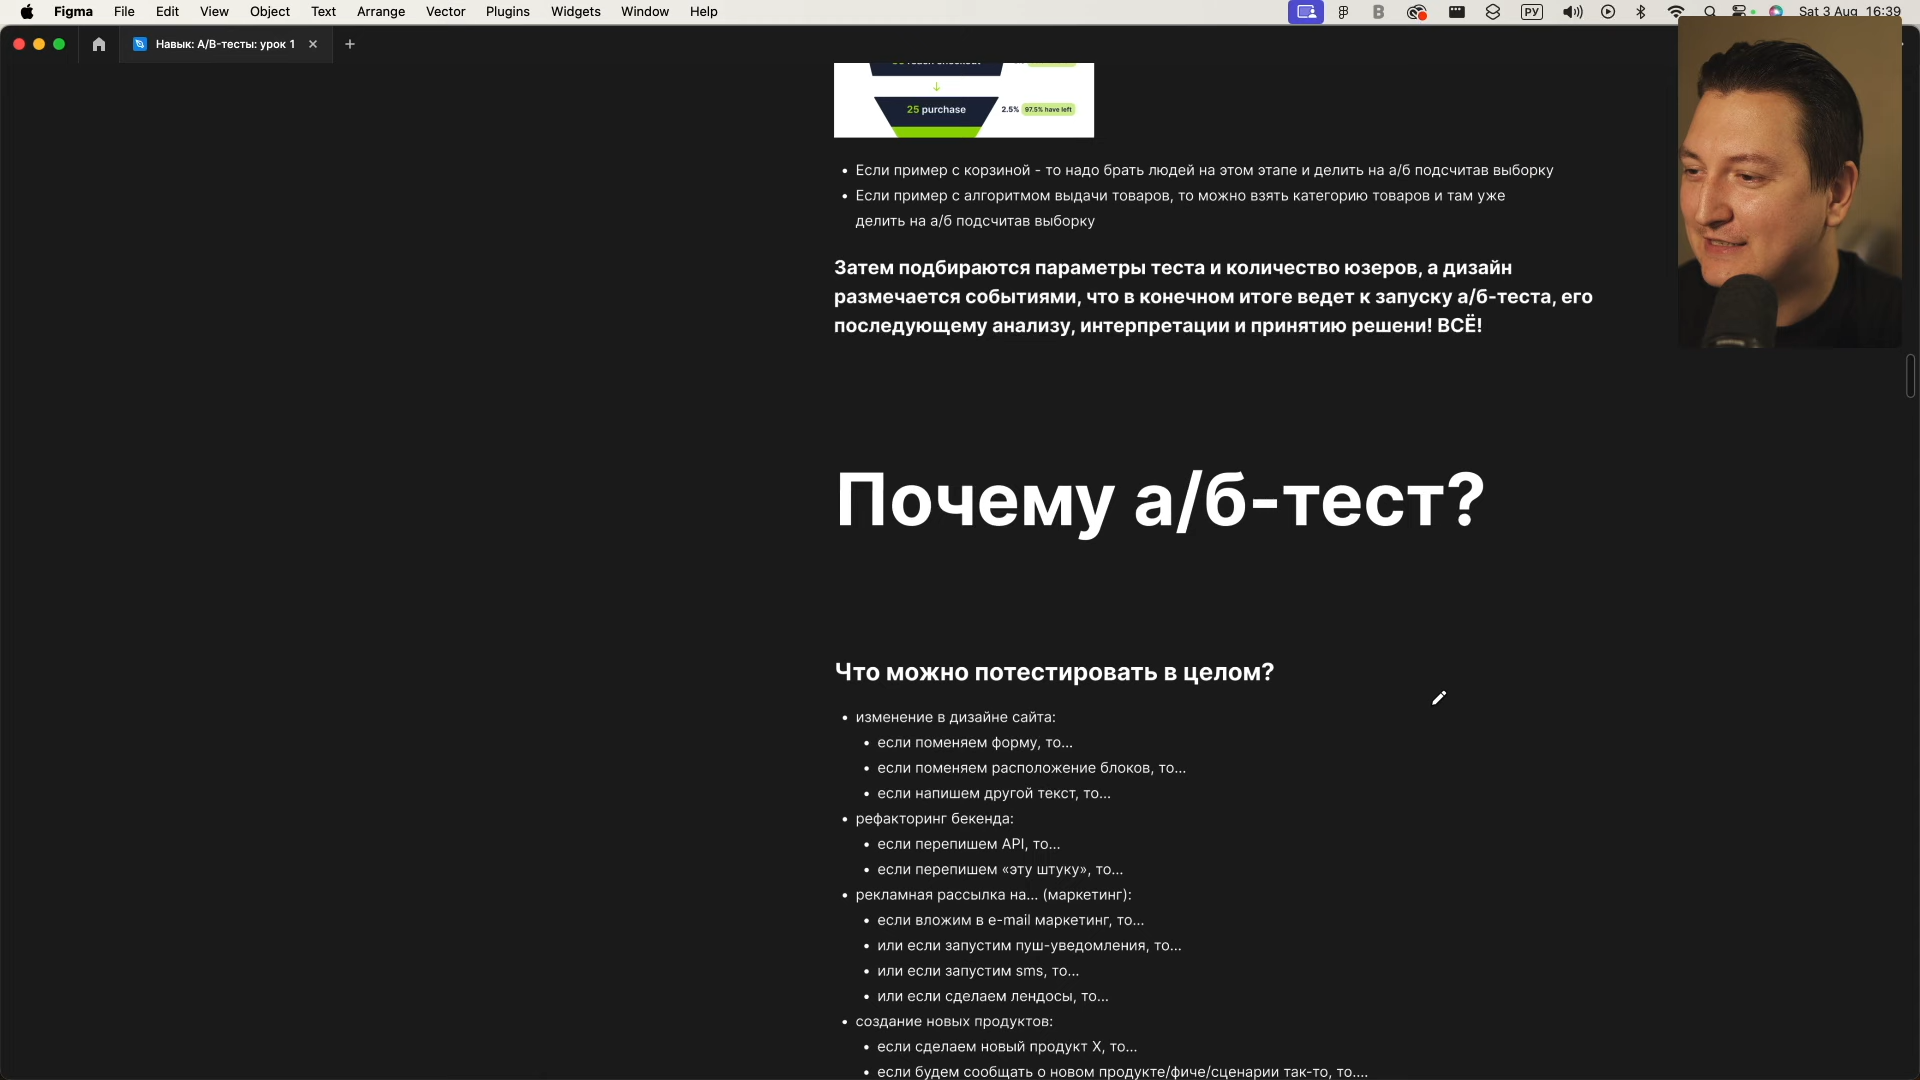 Figma File Edit View Object Text Arrange Vector Plugins Widgets Window Help РУ Sat 3 Aug 16:39
Навык: А/В-тесты: урок 1
25 purchase 2.5% 97.5% have left
Если пример с корзиной - то надо брать людей на этом этапе и делить на а/б подсчитав выборку
Если пример с алгоритмом выдачи товаров, то можно взять категорию товаров и там уже
делить на а/б подсчитав выборку
Затем подбираются параметры теста и количество юзеров, а дизайн
размечается событиями, что в конечном итоге ведет к запуску а/б-теста, его
последующему анализу, интерпретации и принятию решени! ВСЁ!
Почему а/б-тест?
Что можно потестировать в целом?
изменение в дизайне сайта:
если поменяем форму, то...
если поменяем расположение блоков, то...
если напишем другой текст, то...
рефакторинг бекенда:
если перепишем API, то...
если перепишем «эту штуку», то...
рекламная рассылка на... (маркетинг):
если вложим в e-mail маркетинг, то...
или если запустим пуш-уведомления, то...
или если запустим sms, то...
или если сделаем лендосы, то...
создание новых продуктов:
если сделаем новый продукт X, то...
если будем сообщать о новом продукте/фиче/сценарии так-то, то....